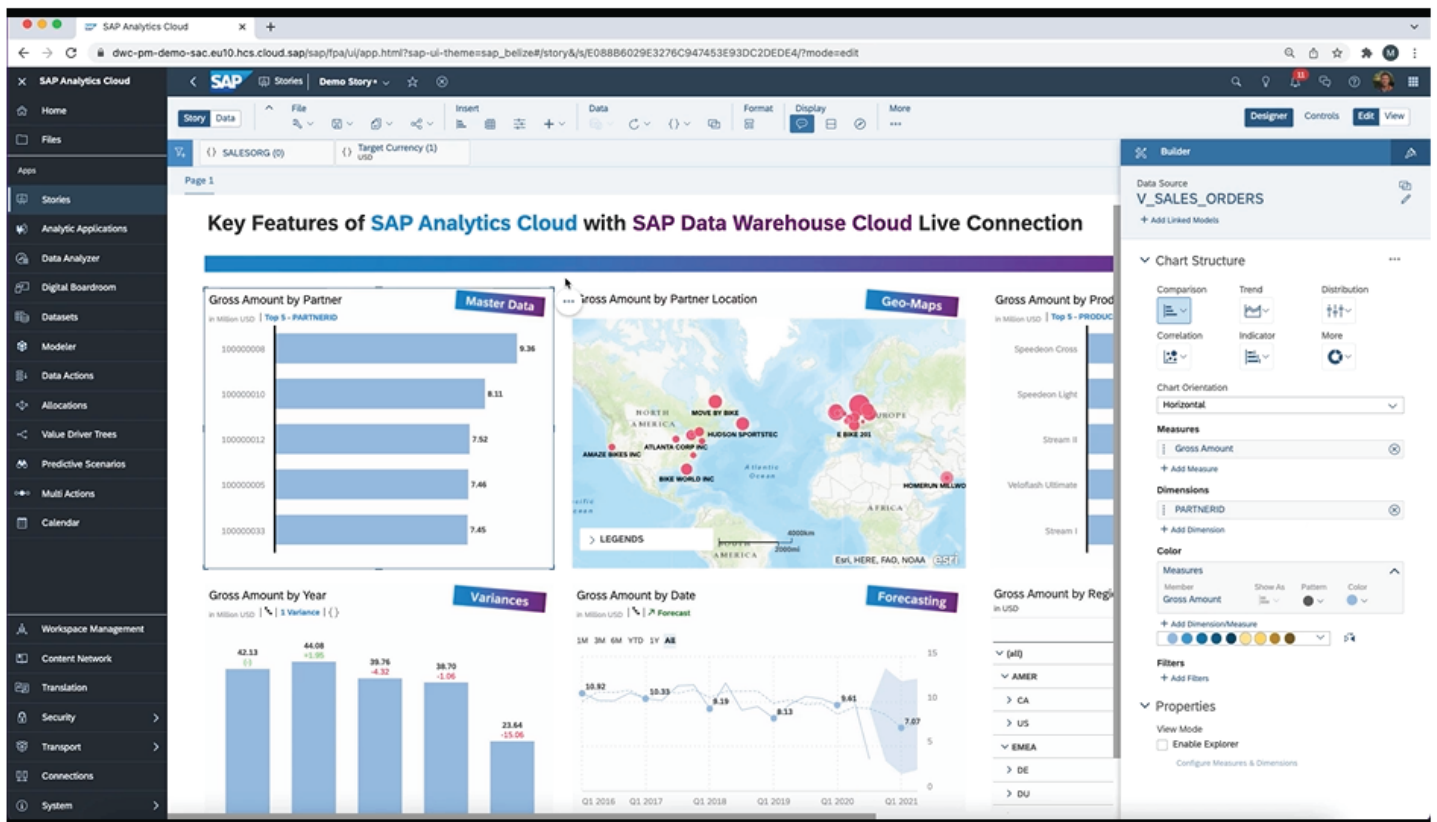 SAP Analytics Cloud
dwc-pm-demo-sac.eu10.hcs.cloud.sap/sap/fpa/ui/app.html?sap-ui-theme=sap_belize#/story&/s/E088B6029E3276C947453E93DC2DEDE4/?mode=edit
M
SAP Analytics Cloud
SAP Stories Demo Story*
11
Home
Files
Apps
Stories
Analytic Applications
Data Analyzer
Digital Boardroom
Datasets
Modeler
Data Actions
Allocations
Value Driver Trees
Predictive Scenarios
Multi Actions
Calendar
Workspace Management
Content Network
Translation
Security
Transport
Connections
System
Story Data
File Insert Data Format Display More
Designer Controls Edit View
SALESORG (0)
Target Currency (1)
USD
Page 1
Key Features of SAP Analytics Cloud with SAP Data Warehouse Cloud Live Connection
Gross Amount by Partner
Master Data
in Million USD | Top 5 - PARTNERID
100000008 9.36
100000010 8.11
100000012 7.52
100000005 7.46
100000033 7.45
Gross Amount by Partner Location
Geo-Maps
NORTH AMERICA
MOVE BY BIKE
EUROPE
HUDSON SPORTSTEC
E BIKE 201
ATLANTA CORP INC
AMAZE BIKES INC
Atlantic Ocean
BIKE WORLD INC
HOMERUN MILLWO
AFRICA
LEGENDS
4000km
2000mi
SOUTH AMERICA
Esri, HERE, FAO, NOAA esri
Gross Amount by Prod
in Million USD | Top 5 - PRODUC
Speedeon Cross
Speedeon Light
Stream II
Veloflash Ultimate
Stream I
Gross Amount by Year
Variances
in Million USD | 1 Variance | { }
42.13
(-)
44.08
+1.95
39.76
-4.32
38.70
-1.06
23.64
-15.06
Gross Amount by Date
Forecasting
in Million USD | Forecast
1M 3M 6M YTD 1Y All
15
10
5
0
10.92
10.33
9.19
8.13
9.61
7.07
Q1 2016 Q1 2017 Q1 2018 Q1 2019 Q1 2020 Q1 2021
Gross Amount by Regi
in USD
(all)
AMER
CA
US
EMEA
DE
DU
Builder
Data Source
V_SALES_ORDERS
+ Add Linked Models
Chart Structure
Comparison Trend Distribution
Correlation Indicator More
Chart Orientation
Horizontal
Measures
Gross Amount
+ Add Measure
Dimensions
PARTNERID
+ Add Dimension
Color
Measures
Member Show As Pattern Color
Gross Amount
+ Add Dimension/Measure
Filters
+ Add Filters
Properties
View Mode
Enable Explorer
Configure Measures & Dimensions